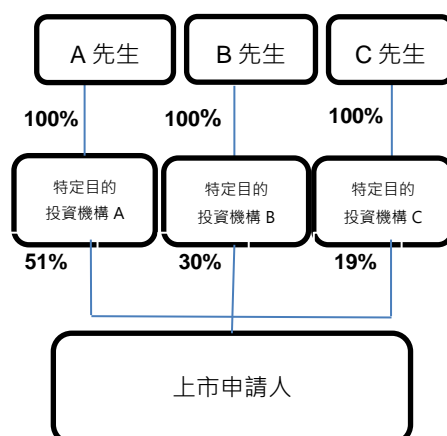 A 先生
B 先生
C 先生
100%
100%
100%
特定目的
投資機構 A
特定目的
投資機構 B
特定目的
投資機構 C
51%
30%
19%
上市申請人